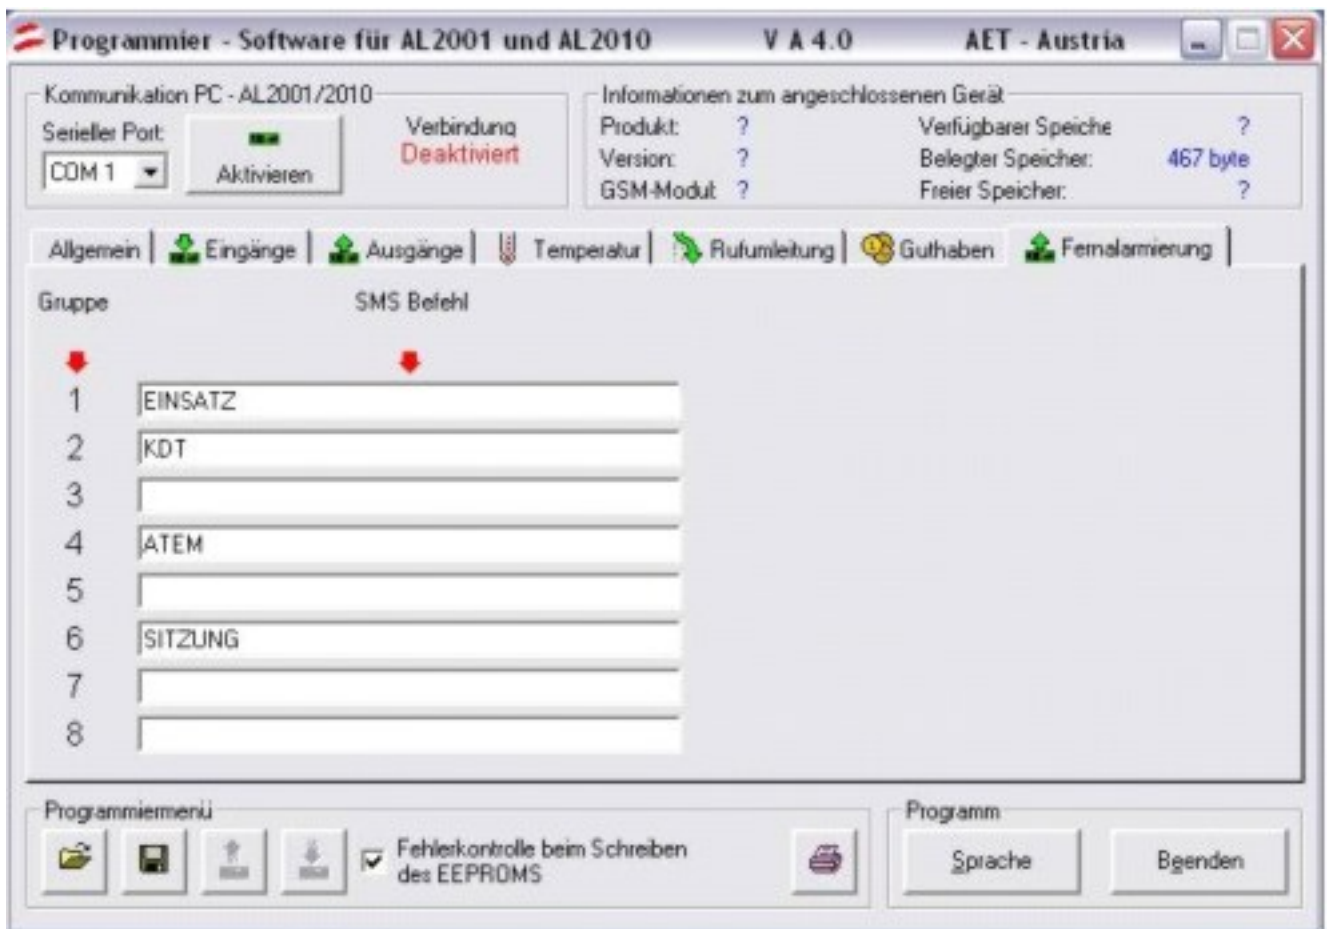 Programmier - Software für AL2001 und AL2010 V A 4.0 AET - Austria
Kommunikation PC - AL2001/2010
Serieller Port:
COM 1
Aktivieren
Verbindung
Deaktiviert
Informationen zum angeschlossenen Gerät
Produkt: ? Verfügbarer Speiche ?
Version: ? Belegter Speicher: 467 byte
GSM-Modul: ? Freier Speicher: ?
Allgemein Eingänge Ausgänge Temperatur Rufumleitung Guthaben Fernalarmierung
Gruppe SMS Befehl
1 EINSATZ
2 KDT
3
4 ATEM
5
6 SITZUNG
7
8
Programmiermenü
Fehlerkontrolle beim Schreiben
des EEPROMS
Programm
Sprache Beenden